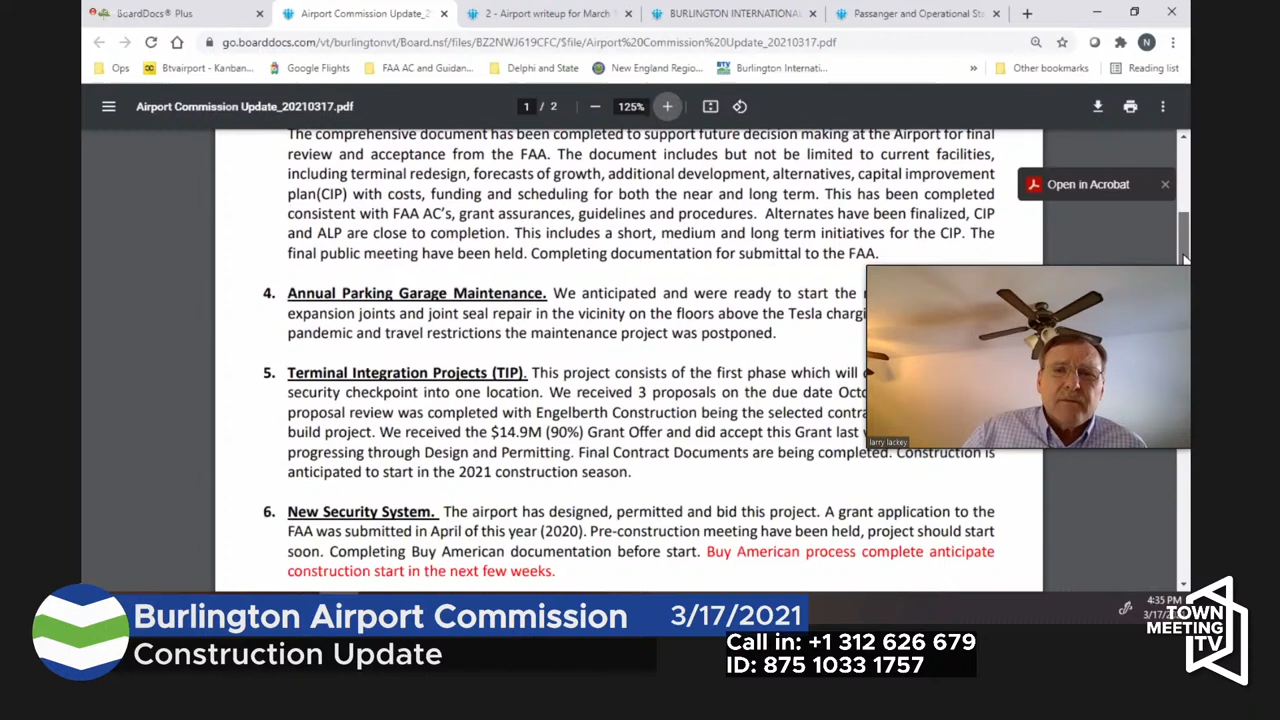 BoardDocs® Plus
Airport Commission Update_2
2 - Airport writeup for March 1
BURLINGTON INTERNATIONAL
Passanger and Operational St
go.boarddocs.com/vt/burlingtonvt/Board.nsf/files/BZ2NWJ619CFC/$file/Airport%20Commission%20Update_20210317.pdf
N
Ops
Btvairport - Kanban...
Google Flights
FAA AC and Guidan...
Delphi and State
New England Regio...
Burlington Internati...
»
Other bookmarks
Reading list
Airport Commission Update_20210317.pdf
1 / 2
125%
Open in Acrobat
The comprehensive document has been completed to support future decision making at the Airport for final
review and acceptance from the FAA. The document includes but not be limited to current facilities,
including terminal redesign, forecasts of growth, additional development, alternatives, capital improvement
plan(CIP) with costs, funding and scheduling for both the near and long term. This has been completed
consistent with FAA AC's, grant assurances, guidelines and procedures. Alternates have been finalized, CIP
and ALP are close to completion. This includes a short, medium and long term initiatives for the CIP. The
final public meeting have been held. Completing documentation for submittal to the FAA.
4. Annual Parking Garage Maintenance. We anticipated and were ready to start the
expansion joints and joint seal repair in the vicinity on the floors above the Tesla chargi
pandemic and travel restrictions the maintenance project was postponed.
5. Terminal Integration Projects (TIP). This project consists of the first phase which will
security checkpoint into one location. We received 3 proposals on the due date Octo
proposal review was completed with Engelberth Construction being the selected contra
build project. We received the $14.9M (90%) Grant Offer and did accept this Grant last
progressing through Design and Permitting. Final Contract Documents are being completed. Construction is
anticipated to start in the 2021 construction season.
6. New Security System. The airport has designed, permitted and bid this project. A grant application to the
FAA was submitted in April of this year (2020). Pre-construction meeting have been held, project should start
soon. Completing Buy American documentation before start. Buy American process complete anticipate
construction start in the next few weeks.
larry lackey
4:35 PM
3/17/2
Burlington Airport Commission
3/17/2021
Construction Update
Call in: +1 312 626 679
ID: 875 1033 1757
TOWN
MEETING
TV